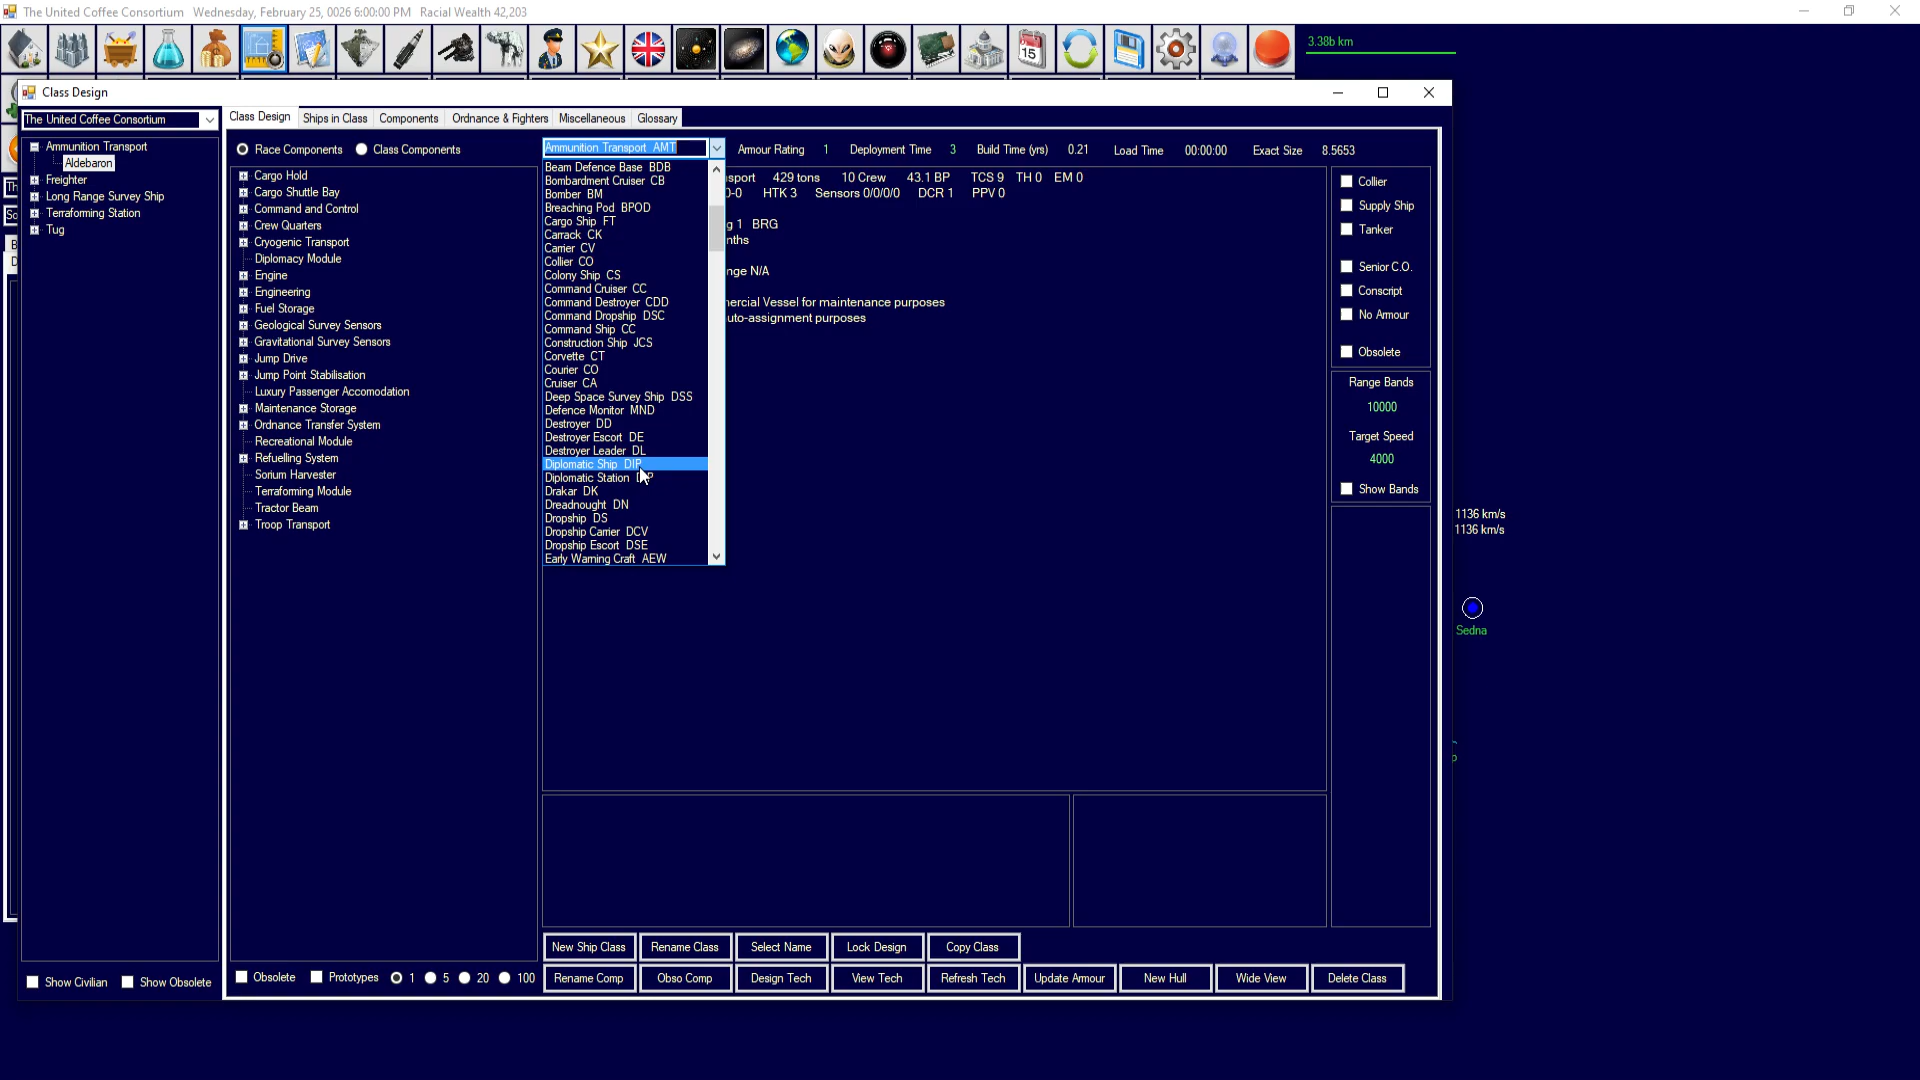 The United Coffee Consortium   Wednesday, February 25, 0026 6:00:00 PM   Racial Wealth 42,203
15
3.38b km
Class Design
The United Coffee Consortium
Class Design
Ships in Class
Components
Ordnance & Fighters
Miscellaneous
Glossary
Ammunition Transport
Aldebaron
Freighter
Long Range Survey Ship
Terraforming Station
Tug
Race Components
Class Components
Cargo Hold
Cargo Shuttle Bay
Command and Control
Crew Quarters
Cryogenic Transport
Diplomacy Module
Engine
Engineering
Fuel Storage
Geological Survey Sensors
Gravitational Survey Sensors
Jump Drive
Jump Point Stabilisation
Luxury Passenger Accomodation
Maintenance Storage
Ordnance Transfer System
Recreational Module
Refuelling System
Sorium Harvester
Terraforming Module
Tractor Beam
Troop Transport
Ammunition Transport  AMT
Beam Defence Base  BDB
Bombardment Cruiser  CB
Bomber  BM
Breaching Pod  BPOD
Cargo Ship  FT
Carrack  CK
Carrier  CV
Collier  CO
Colony Ship  CS
Command Cruiser  CC
Command Destroyer  CDD
Command Dropship  DSC
Command Ship  CC
Construction Ship  JCS
Corvette  CT
Courier  CO
Cruiser  CA
Deep Space Survey Ship  DSS
Defence Monitor  MND
Destroyer  DD
Destroyer Escort  DE
Destroyer Leader  DL
Diplomatic Ship  DIP
Diplomatic Station
Drakar  DK
Dreadnought  DN
Dropship  DS
Dropship Carrier  DCV
Dropship Escort  DSE
Early Warning Craft  AEW
Armour Rating   1   Deployment Time   3   Build Time (yrs)   0.21   Load Time   00:00:00   Exact Size   8.5653
sport   429 tons   10 Crew   43.1 BP   TCS 9   TH 0   EM 0
0-0   HTK 3   Sensors 0/0/0/0   DCR 1   PPV 0
g 1   BRG
nths
nge N/A
nercial Vessel for maintenance purposes
uto-assignment purposes
Collier
Supply Ship
Tanker
Senior C.O.
Conscript
No Armour
Obsolete
Range Bands
10000
Target Speed
4000
Show Bands
1136 km/s
1136 km/s
Sedna
New Ship Class
Rename Class
Select Name
Lock Design
Copy Class
Show Civilian
Show Obsolete
Obsolete
Prototypes
1
5
20
100
Rename Comp
Obso Comp
Design Tech
View Tech
Refresh Tech
Update Armour
New Hull
Wide View
Delete Class